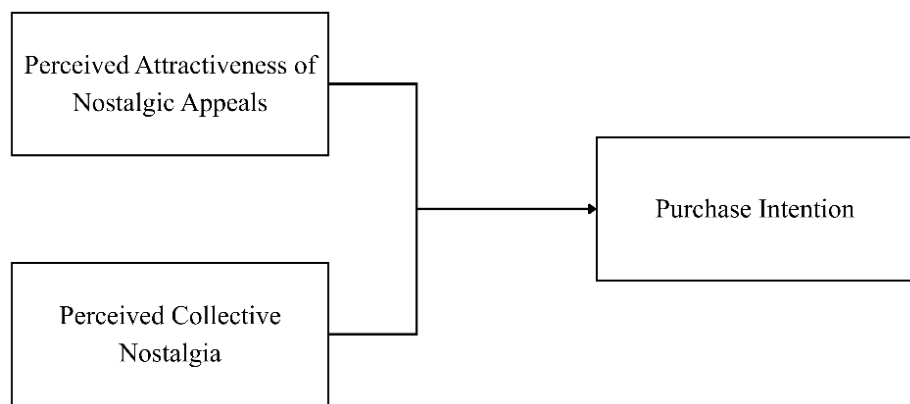 Perceived Attractiveness of
Nostalgic Appeals
Purchase Intention
Perceived Collective
Nostalgia